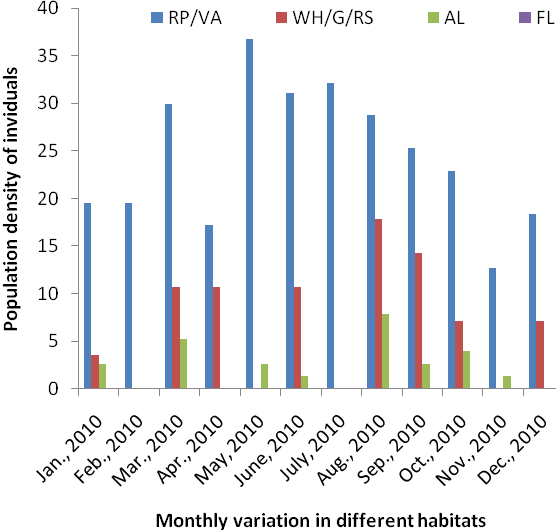 RP/VA WH/G/RS AL FL
Population density of inviduals
40
35
30
25
20
15
10
5
0
Jan., 2010
Feb., 2010
Mar., 2010
Apr., 2010
May, 2010
June, 2010
July, 2010
Aug., 2010
Sep., 2010
Oct., 2010
Nov., 2010
Dec., 2010
Monthly variation in different habitats